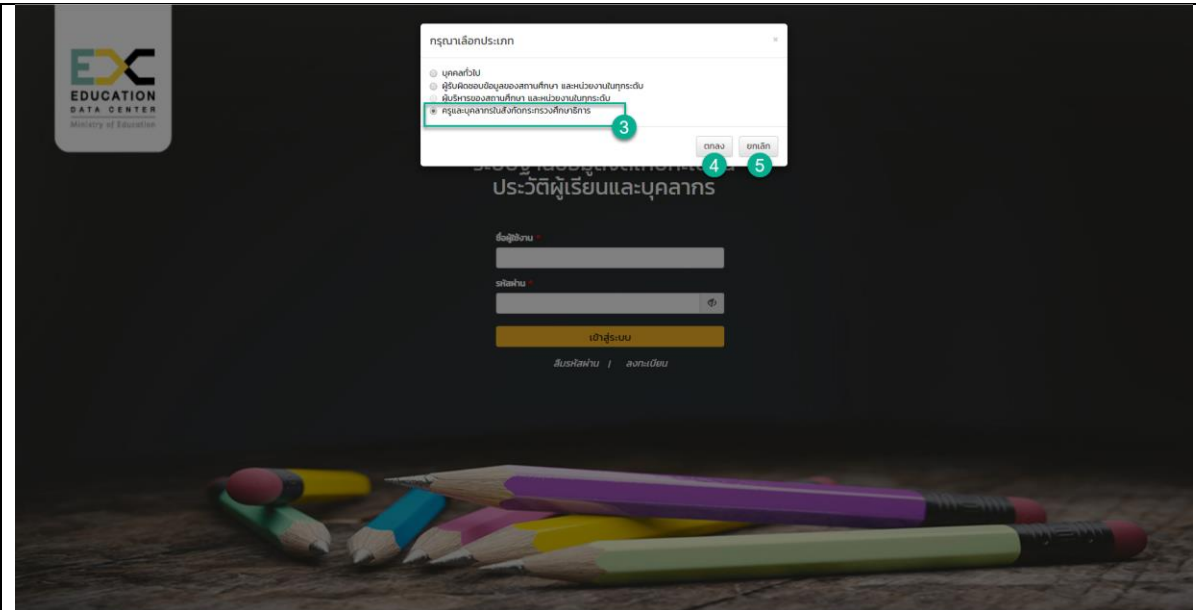 EDC
EDUCATION
DATA CENTER
Ministry of Education
กรุณาเลือกประเภท
×
บุคคลทั่วไป
ผู้รับผิดชอบข้อมูลของสถานศึกษา และหน่วยงานในทุกระดับ
ผู้บริหารของสถานศึกษา และหน่วยงานในทุกระดับ
ครูและบุคลากรในสังกัดกระทรวงศึกษาธิการ
3
ตกลง ยกเลิก
4 5
ประวัติผู้เรียนและบุคลากร
ชื่อผู้ใช้งาน *
รหัสผ่าน *
เข้าสู่ระบบ
ลืมรหัสผ่าน | ลงทะเบียน